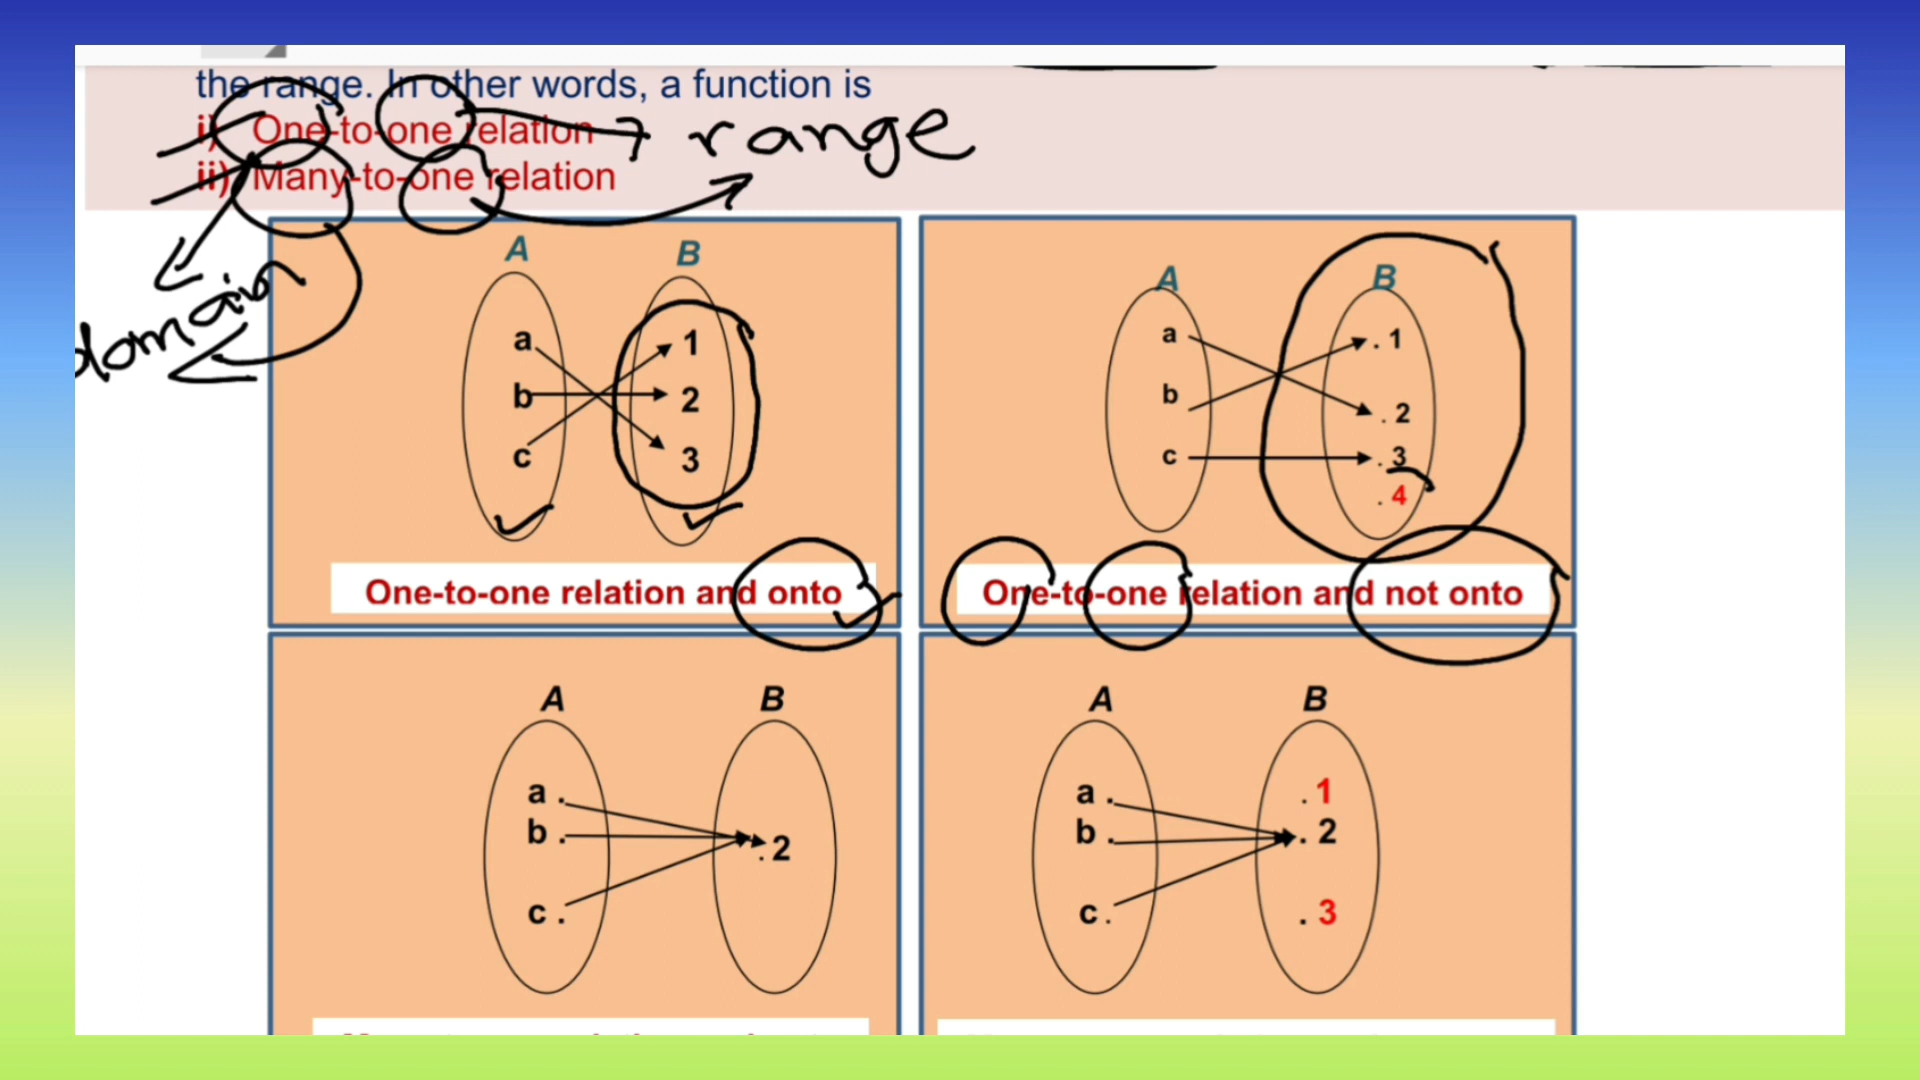 the range. In other words, a function is
i) One-to-one relation
range
ii) Many-to-one relation
domain
A B
a 1
b 2
c 3
One-to-one relation and onto
A B
a . 1
b . 2
c . 3
. 4
One-to-one relation and not onto
A B
a .
b . . 2
c .
A B
a . . 1
b . . 2
c . . 3